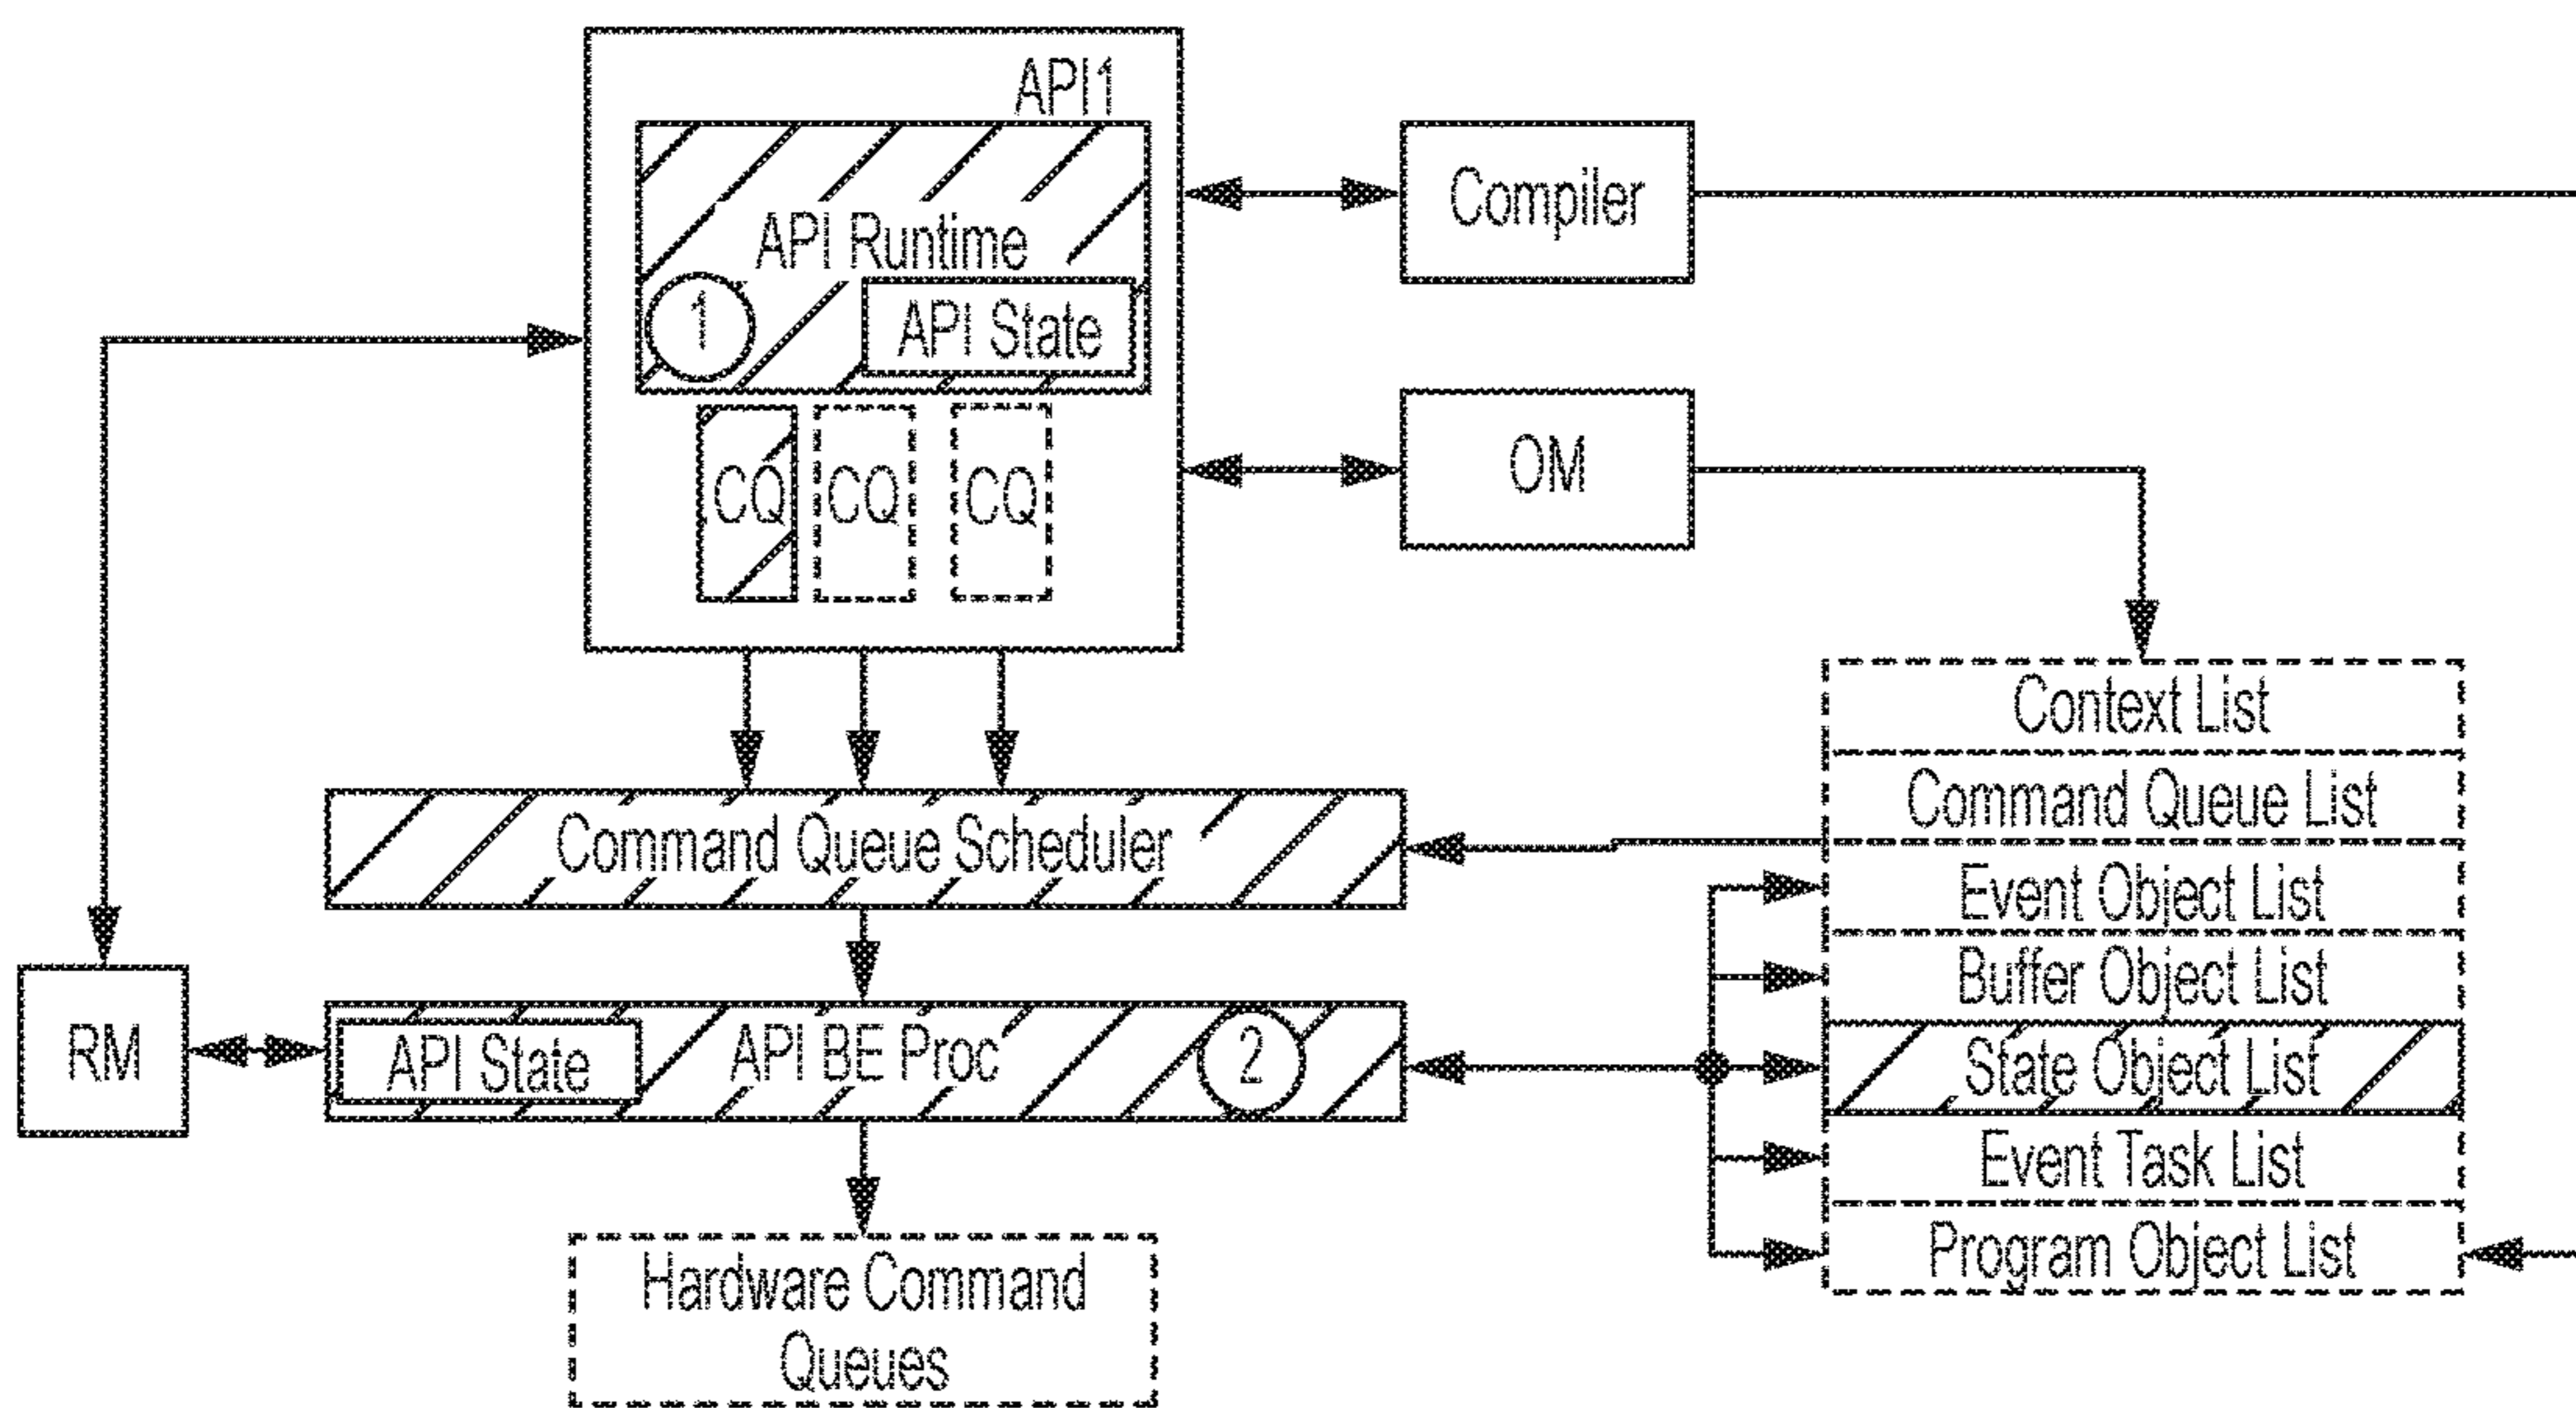 API1
API Runtime
1
API State
CQ
CQ
CQ
Compiler
OM
Context List
Command Queue List
Event Object List
Buffer Object List
State Object List
Event Task List
Program Object List
Command Queue Scheduler
RM
API State
API BE Proc
2
Hardware Command
Queues